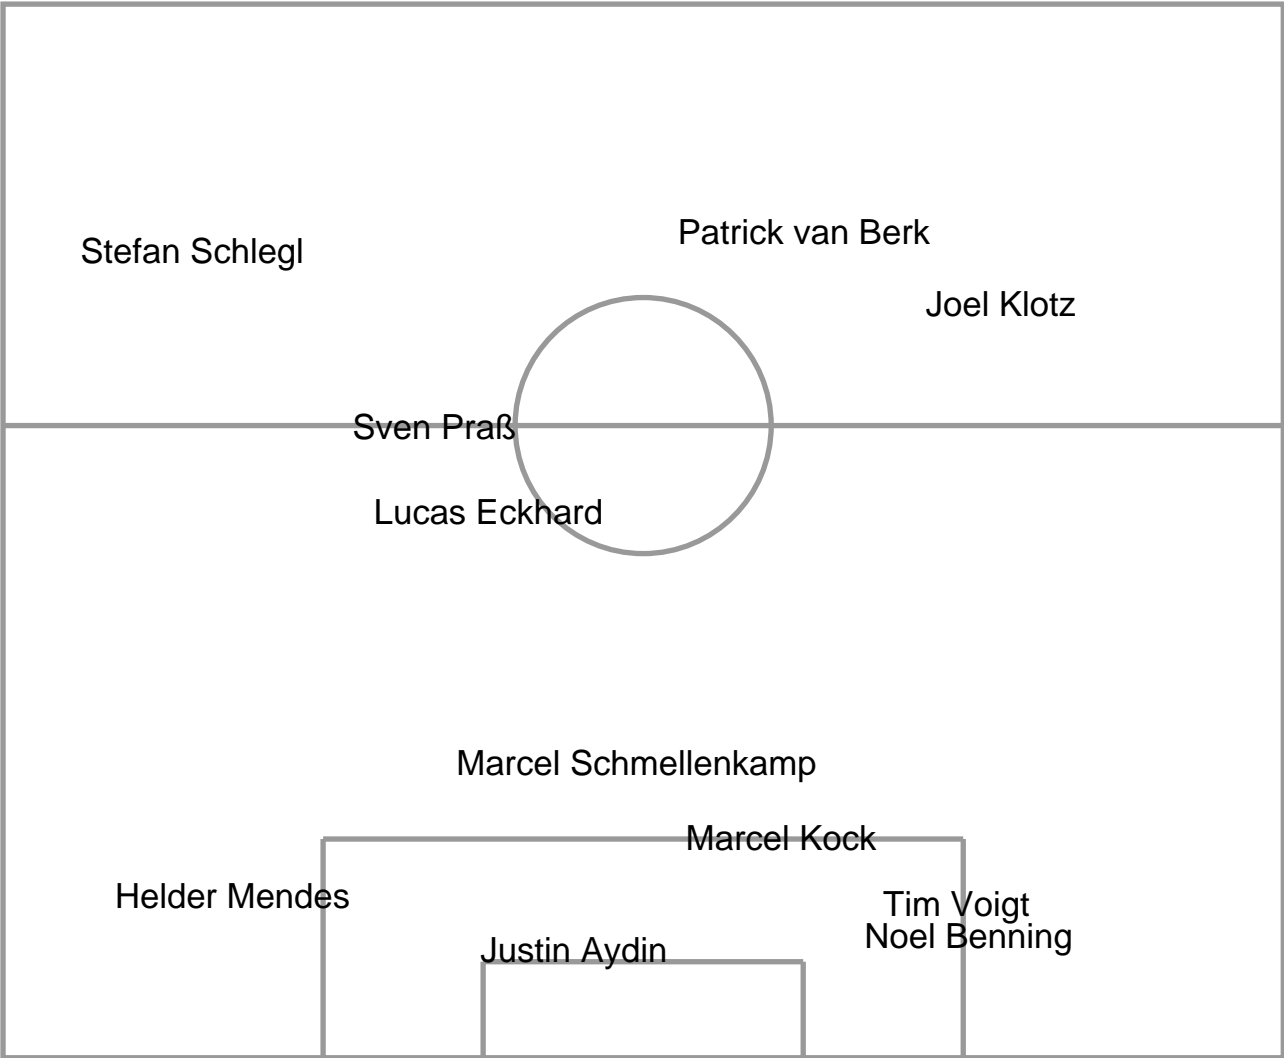 Patrick van Berk
Stefan Schlegl
Joel Klotz
Sven Praß
Lucas Eckhard
Marcel Schmellenkamp
Marcel Kock
Helder Mendes
Tim Voigt
Noel Benning
Justin Aydin